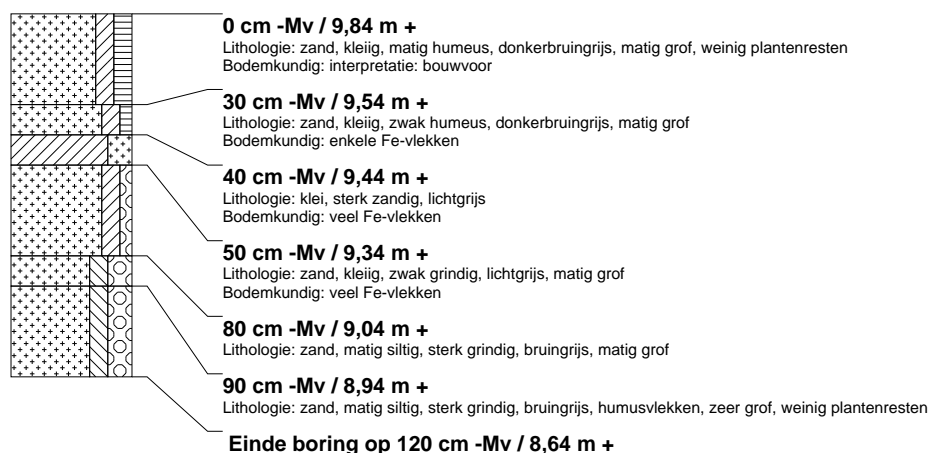 0 cm -Mv / 9,84 m +
Lithologie: zand, kleiig, matig humeus, donkerbruingrijs, matig grof, weinig plantenresten
Bodemkundig: interpretatie: bouwvoor
30 cm -Mv / 9,54 m +
Lithologie: zand, kleiig, zwak humeus, donkerbruingrijs, matig grof
Bodemkundig: enkele Fe-vlekken
40 cm -Mv / 9,44 m +
Lithologie: klei, sterk zandig, lichtgrijs
Bodemkundig: veel Fe-vlekken
50 cm -Mv / 9,34 m +
Lithologie: zand, kleiig, zwak grindig, lichtgrijs, matig grof
Bodemkundig: veel Fe-vlekken
80 cm -Mv / 9,04 m +
Lithologie: zand, matig siltig, sterk grindig, bruingrijs, matig grof
90 cm -Mv / 8,94 m +
Lithologie: zand, matig siltig, sterk grindig, bruingrijs, humusvlekken, zeer grof, weinig plantenresten
Einde boring op 120 cm -Mv / 8,64 m +